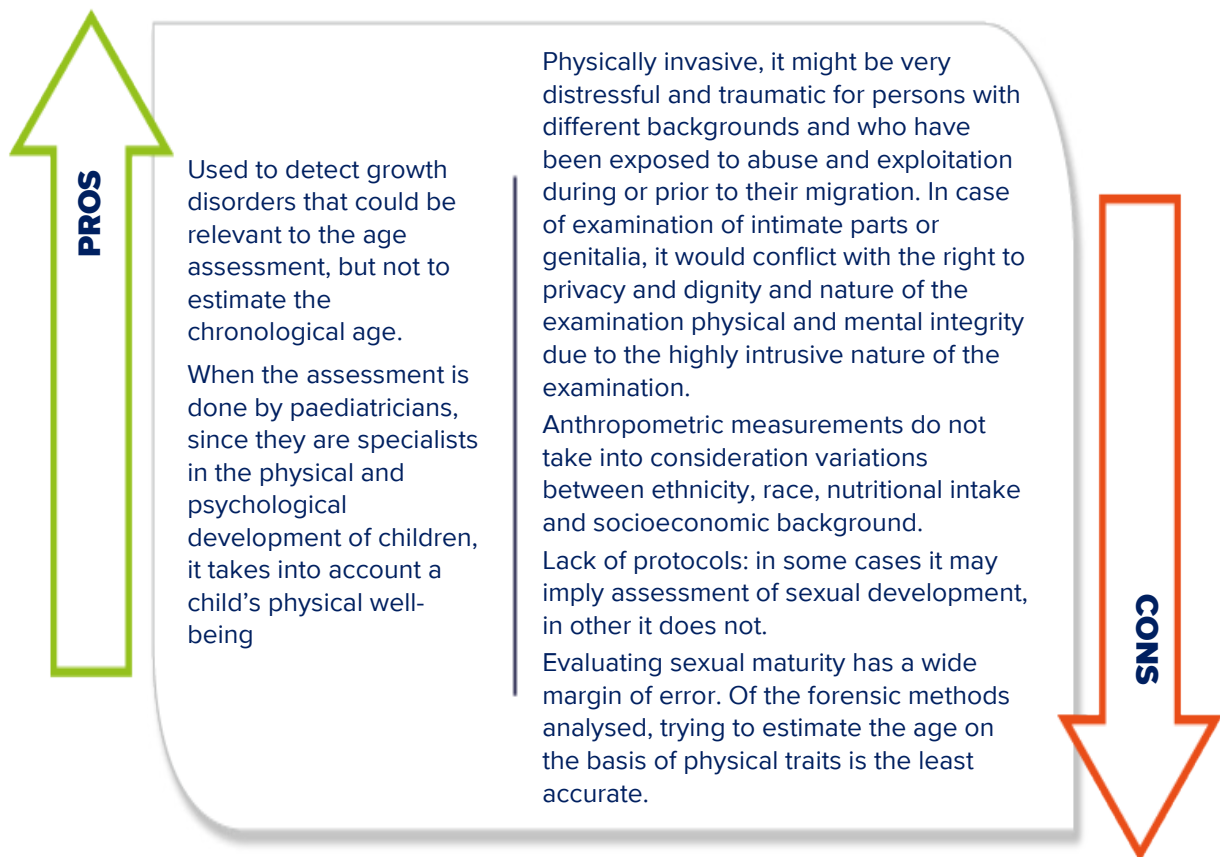 PROS
Used to detect growth
disorders that could be
relevant to the age
assessment, but not to
estimate the
chronological age.
When the assessment is
done by paediatricians,
since they are specialists
in the physical and
psychological
development of children,
it takes into account a
child’s physical well-
being
Physically invasive, it might be very
distressful and traumatic for persons with
different backgrounds and who have
been exposed to abuse and exploitation
during or prior to their migration. In case
of examination of intimate parts or
genitalia, it would conflict with the right to
privacy and dignity and nature of the
examination physical and mental integrity
due to the highly intrusive nature of the
examination.
Anthropometric measurements do not
take into consideration variations
between ethnicity, race, nutritional intake
and socioeconomic background.
Lack of protocols: in some cases it may
imply assessment of sexual development,
in other it does not.
Evaluating sexual maturity has a wide
margin of error. Of the forensic methods
analysed, trying to estimate the age on
the basis of physical traits is the least
accurate.
CONS